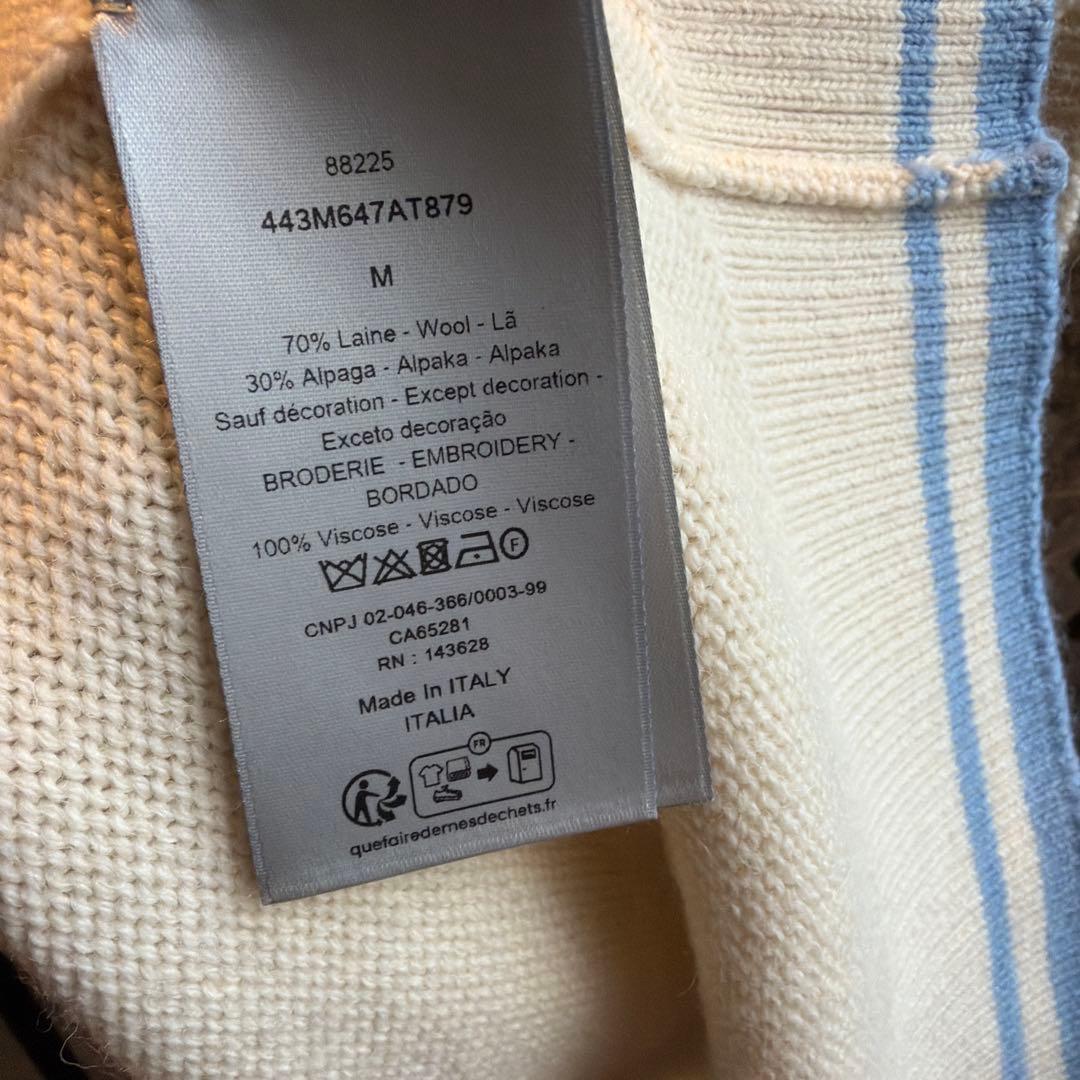 88225
443M647AT879
M
70% Laine - Wool - Lã
30% Alpaga - Alpaka - Alpaka
Sauf décoration - Except decoration -
Exceto decoração
BRODERIE - EMBROIDERY -
BORDADO
100% Viscose - Viscose - Viscose
F
CNPJ 02-046-366/0003-99
CA65281
RN : 143628
Made In ITALY
ITALIA
FR
quefairedemesdechets.fr